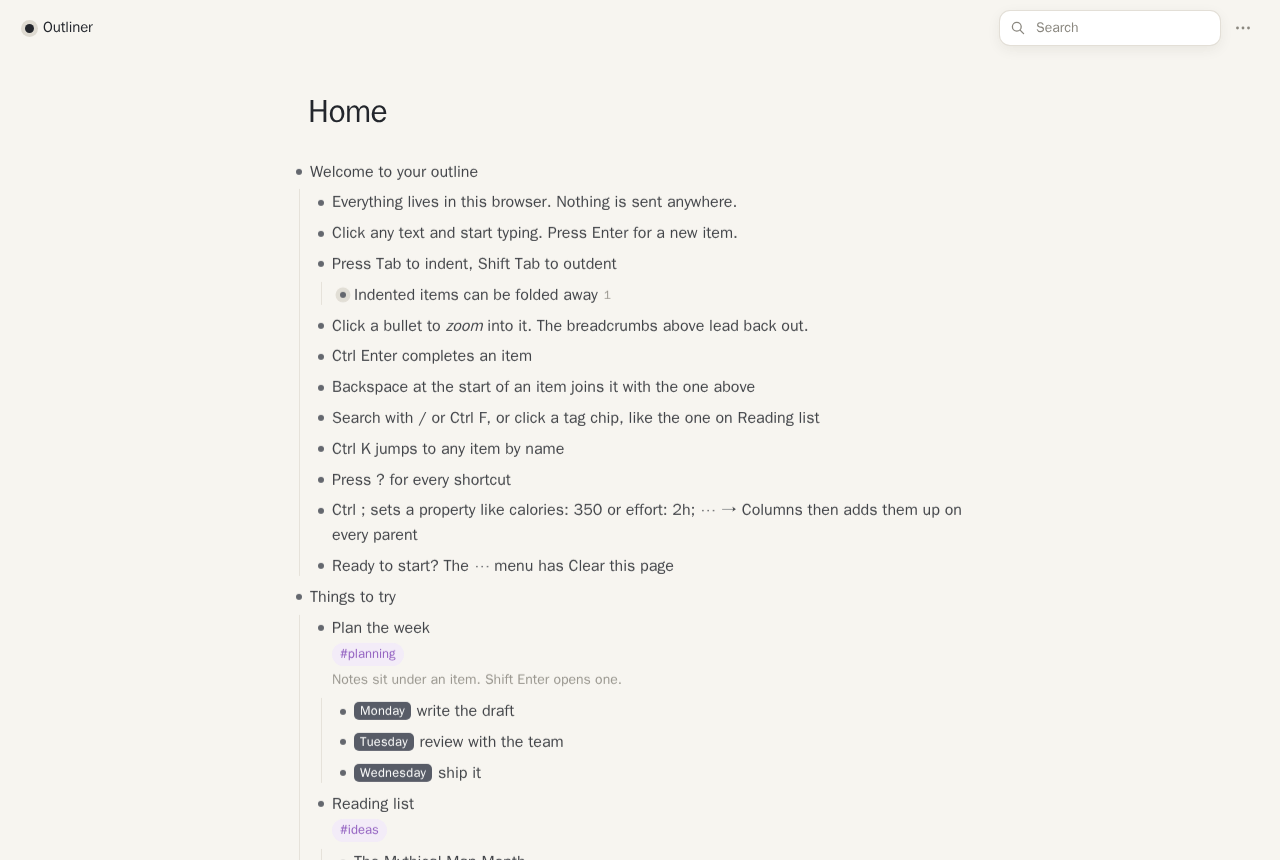 Outliner
Search
Home
Welcome to your outline
Everything lives in this browser. Nothing is sent anywhere.
Click any text and start typing. Press Enter for a new item.
Press Tab to indent, Shift Tab to outdent
Indented items can be folded away 1
Click a bullet to zoom into it. The breadcrumbs above lead back out.
Ctrl Enter completes an item
Backspace at the start of an item joins it with the one above
Search with / or Ctrl F, or click a tag chip, like the one on Reading list
Ctrl K jumps to any item by name
Press ? for every shortcut
Ctrl ; sets a property like calories: 350 or effort: 2h; ··· → Columns then adds them up on
every parent
Ready to start? The ··· menu has Clear this page
Things to try
Plan the week
#planning
Notes sit under an item. Shift Enter opens one.
Monday write the draft
Tuesday review with the team
Wednesday ship it
Reading list
#ideas
The Mythical Man-Month